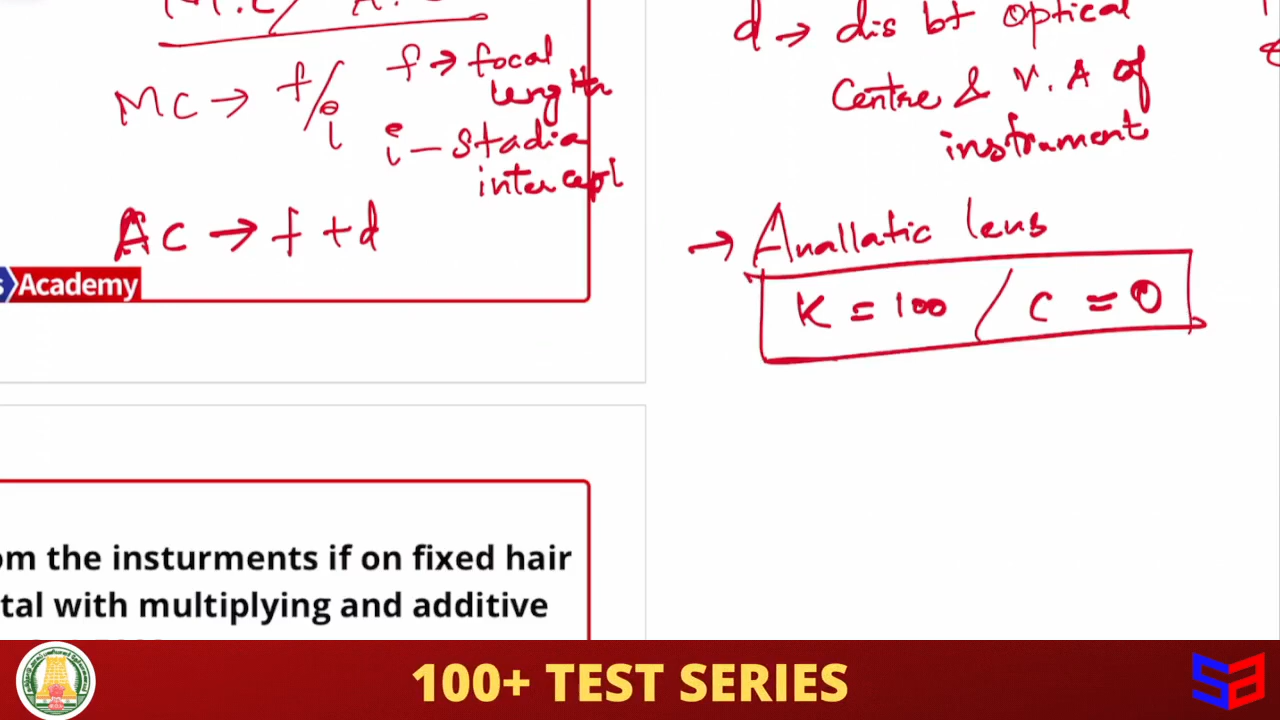 M.C /
MC → f/i
f → focal
length
i – stadia
intercept
AC → f + d
Academy
d → dis bt optical
Centre & V.A of
instrument
→ Anallatic lens
K = 100 / C = 0
om the insturments if on fixed hair
tal with multiplying and additive
100+ TEST SERIES